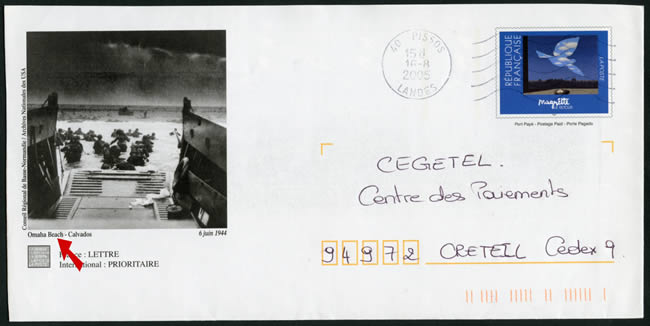 Conseil Régional de Basse-Normandie / Archives Nationales des USA
Omaha Beach - Calvados
6 juin 1944
France : LETTRE
International : PRIORITAIRE
40 PISSOS
15 8
16-8
2005
LANDES
RÉPUBLIQUE
FRANÇAISE
LA POSTE
magritte
Port Payé - Postage Paid - Porte Pagado
CEGETEL.
Centre des Paiements
94972 CRETEIL Cedex 9